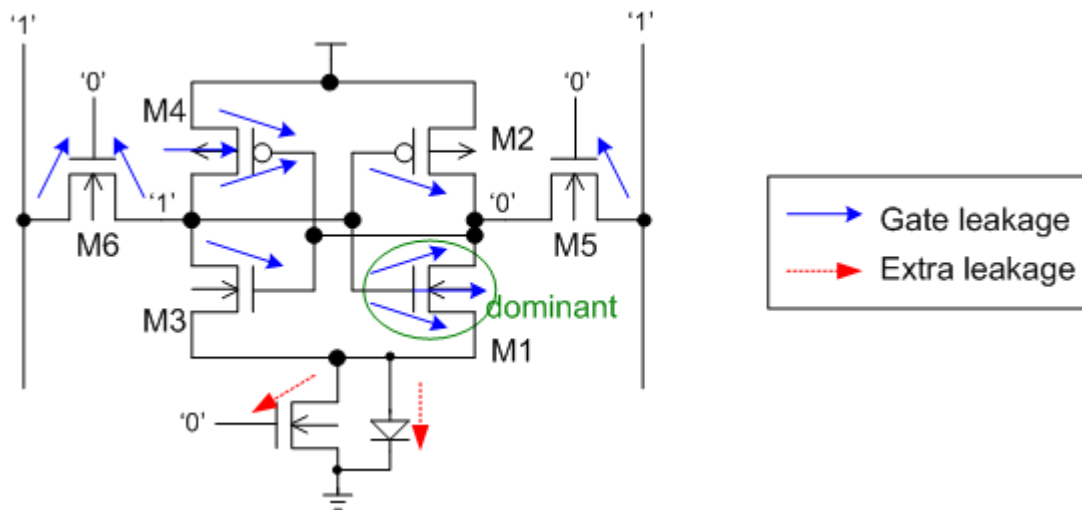 ‘1’
‘1’
‘0’
M4
M2
‘0’
‘1’
‘0’
M6
M5
M3
dominant
M1
‘0’
Gate leakage
Extra leakage